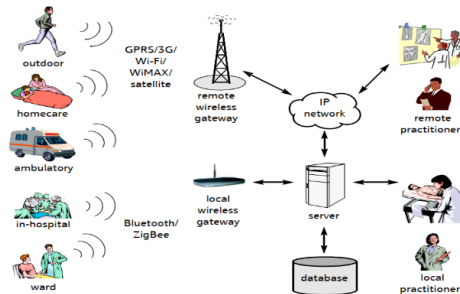 outdoor
homecare
ambulatory
in-hospital
ward
GPRS/3G/
Wi-Fi/
WiMAX/
satellite
Bluetooth/
ZigBee
remote
wireless
gateway
local
wireless
gateway
IP
network
server
database
remote
practitioner
local
practitioner